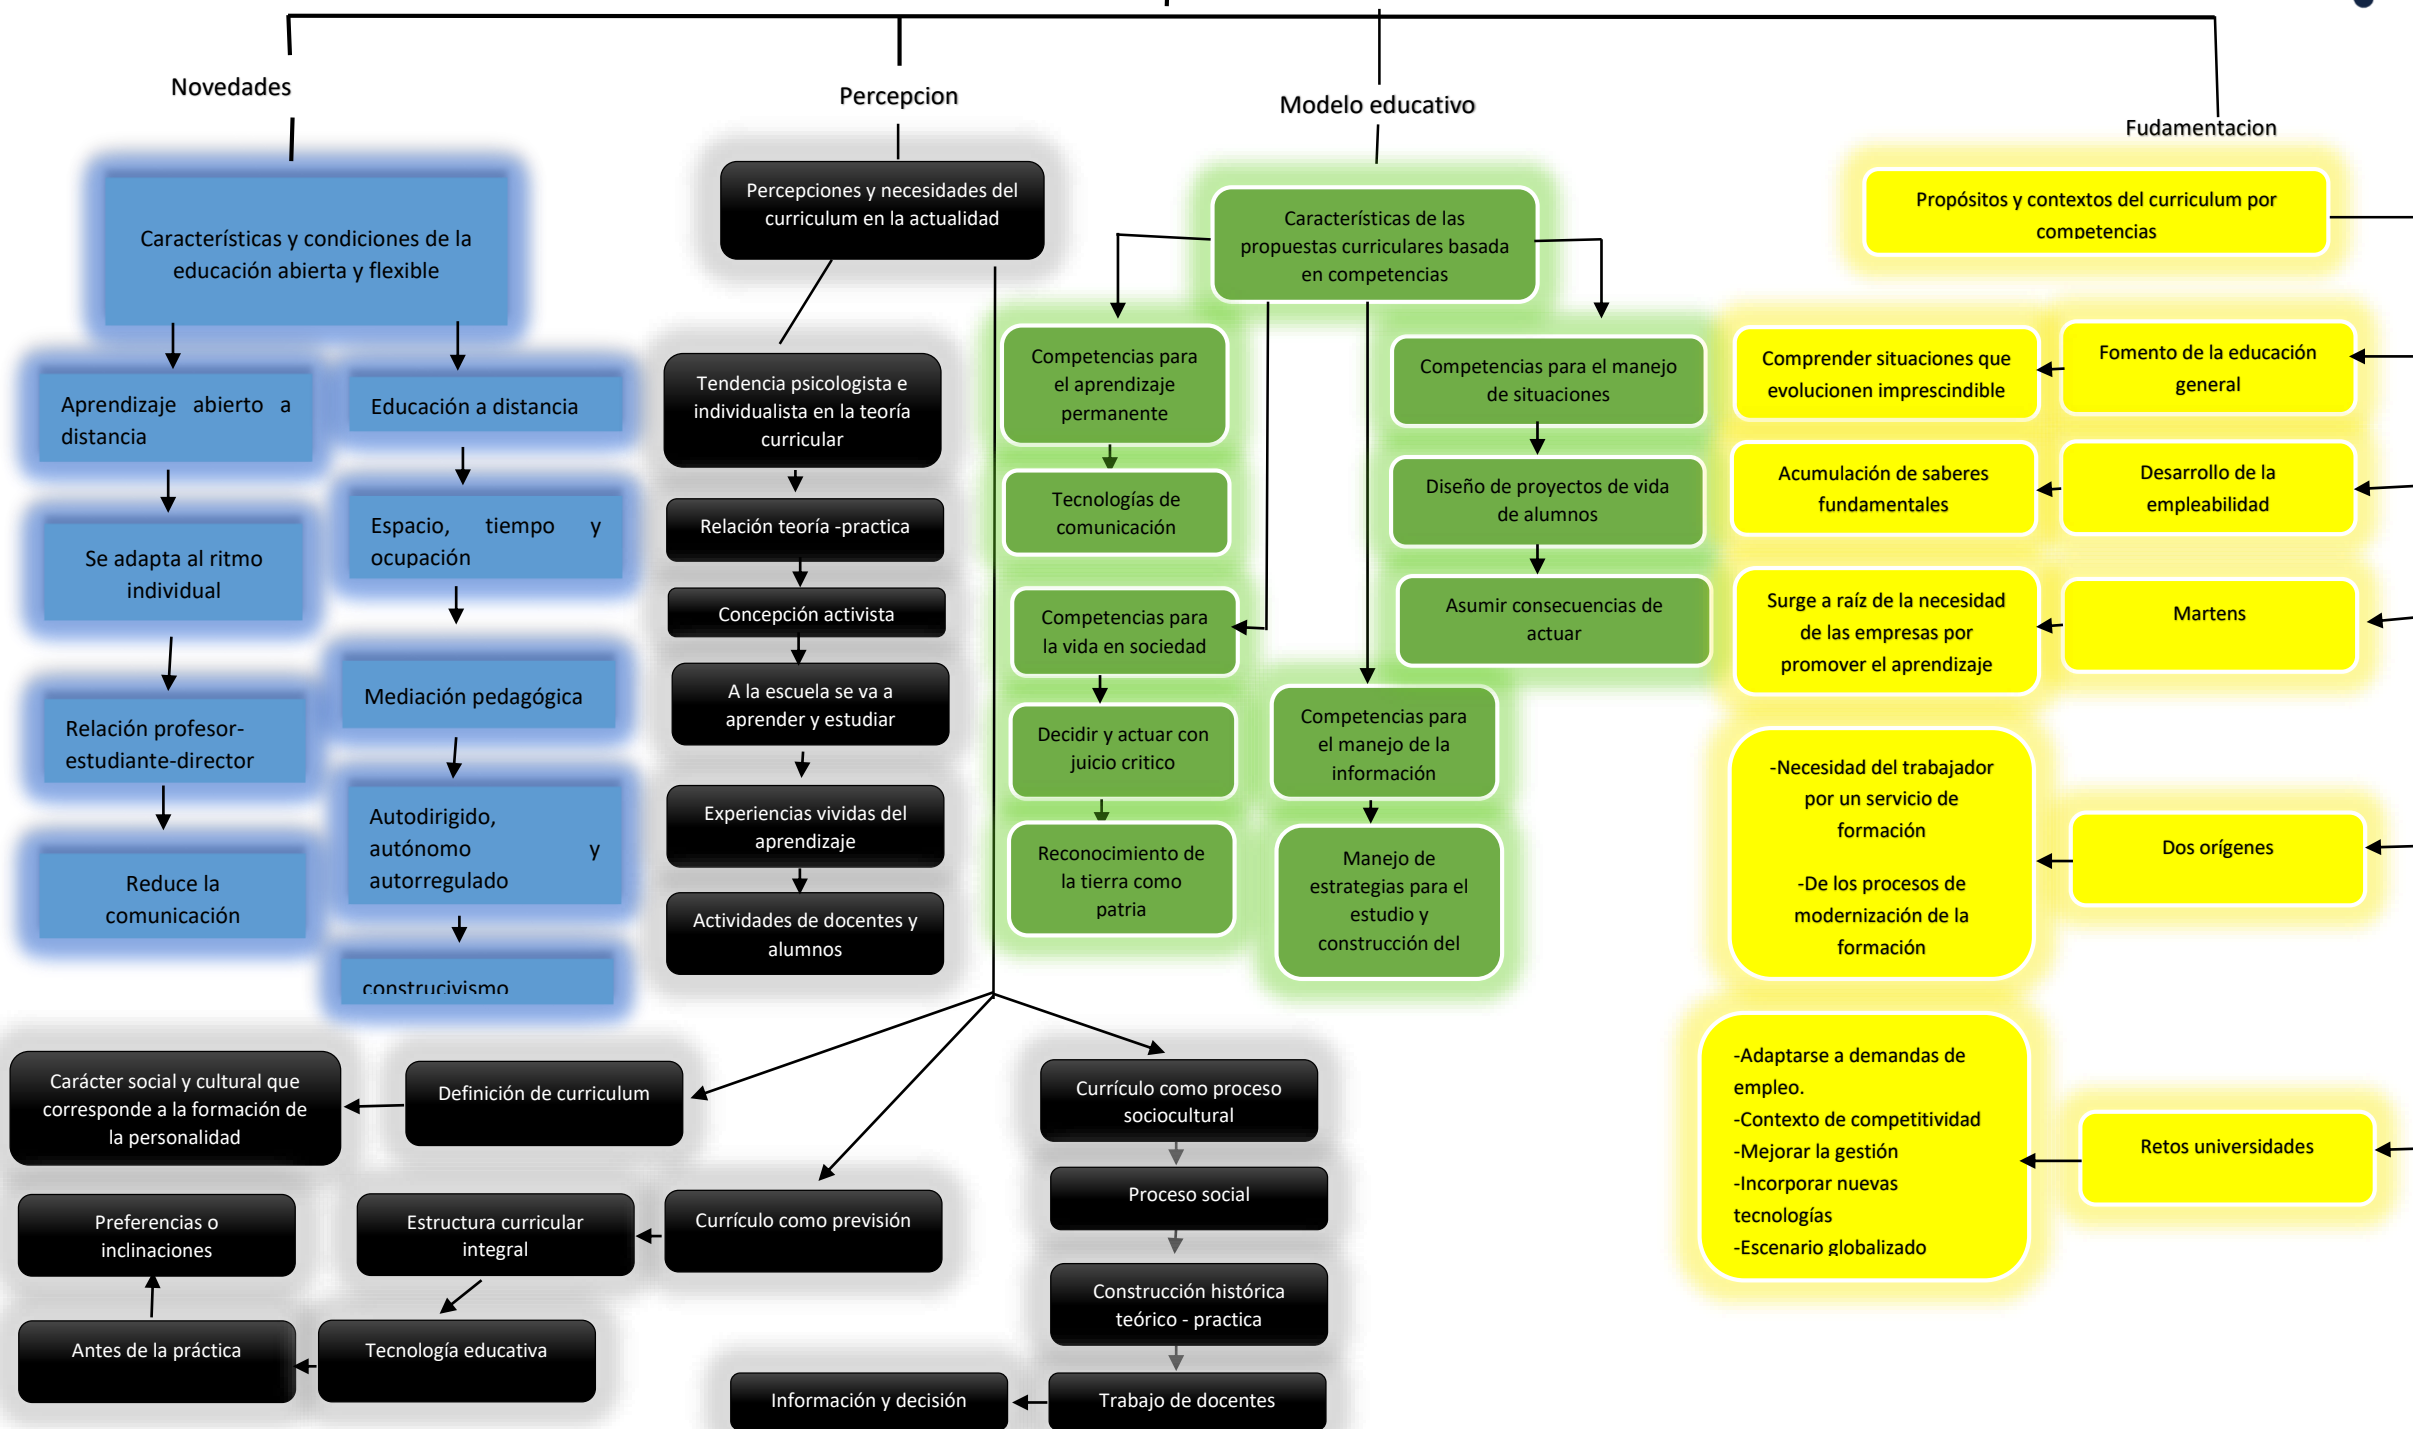 Novedades
Percepcion
Modelo educativo
Fudamentacion
Características y condiciones de la
educación abierta y flexible
Aprendizaje abierto a
distancia
Se adapta al ritmo
individual
Relación profesor-
estudiante-director
Reduce la
comunicación
Educación a distancia
Espacio, tiempo y
ocupación
Mediación pedagógica
Autodirigido,
autónomo y
autorregulado
construcivismo
Percepciones y necesidades del
curriculum en la actualidad
Tendencia psicologista e
individualista en la teoría
curricular
Relación teoría -practica
Concepción activista
A la escuela se va a
aprender y estudiar
Experiencias vividas del
aprendizaje
Actividades de docentes y
alumnos
Definición de curriculum
Carácter social y cultural que
corresponde a la formación de
la personalidad
Currículo como previsión
Estructura curricular
integral
Tecnología educativa
Antes de la práctica
Preferencias o
inclinaciones
Currículo como proceso
sociocultural
Proceso social
Construcción histórica
teórico - practica
Trabajo de docentes
Información y decisión
Características de las
propuestas curriculares basada
en competencias
Competencias para
el aprendizaje
permanente
Tecnologías de
comunicación
Competencias para
la vida en sociedad
Decidir y actuar con
juicio critico
Reconocimiento de
la tierra como
patria
Competencias para
el manejo de la
información
Manejo de
estrategias para el
estudio y
construcción del
Competencias para el manejo
de situaciones
Diseño de proyectos de vida
de alumnos
Asumir consecuencias de
actuar
Propósitos y contextos del curriculum por
competencias
Fomento de la educación
general
Comprender situaciones que
evolucionen imprescindible
Desarrollo de la
empleabilidad
Acumulación de saberes
fundamentales
Martens
Surge a raíz de la necesidad
de las empresas por
promover el aprendizaje
Dos orígenes
-Necesidad del trabajador
por un servicio de
formación
-De los procesos de
modernización de la
formación
Retos universidades
-Adaptarse a demandas de
empleo.
-Contexto de competitividad
-Mejorar la gestión
-Incorporar nuevas
tecnologías
-Escenario globalizado